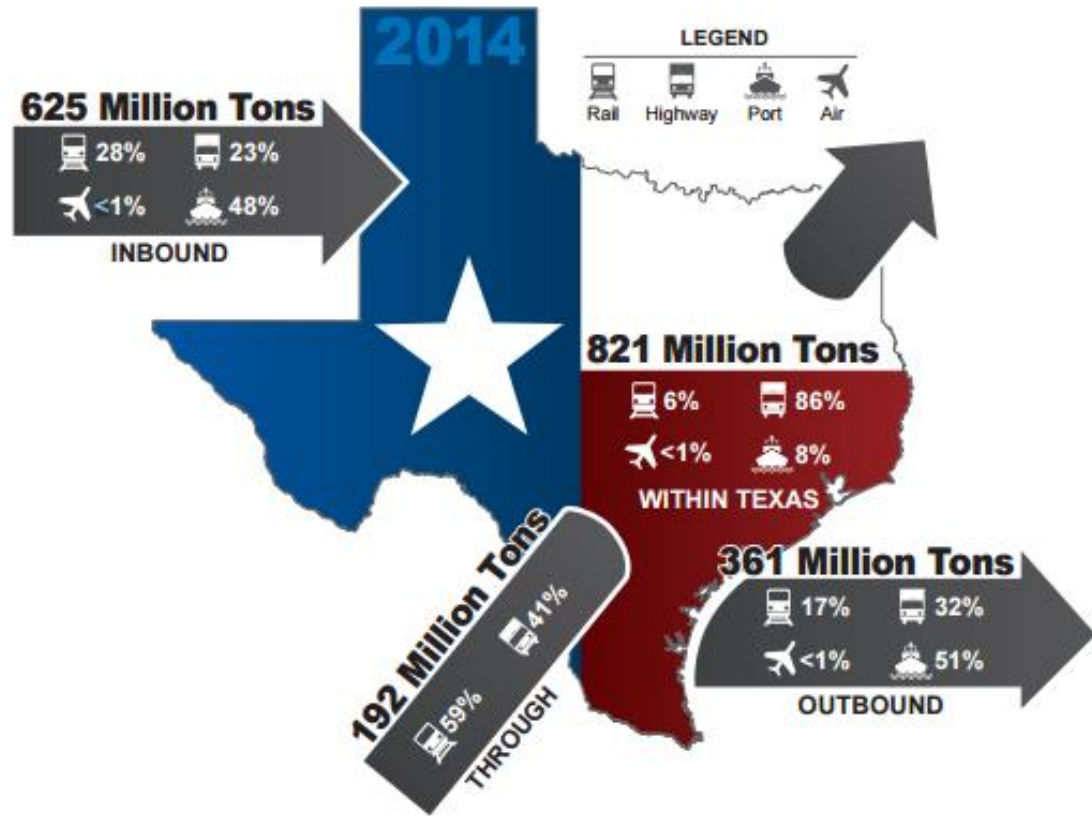 2014
LEGEND
Rail Highway Port Air
625 Million Tons
28% 23%
<1% 48%
INBOUND
821 Million Tons
6% 86%
<1% 8%
WITHIN TEXAS
192 Million Tons
59% 41%
THROUGH
361 Million Tons
17% 32%
<1% 51%
OUTBOUND